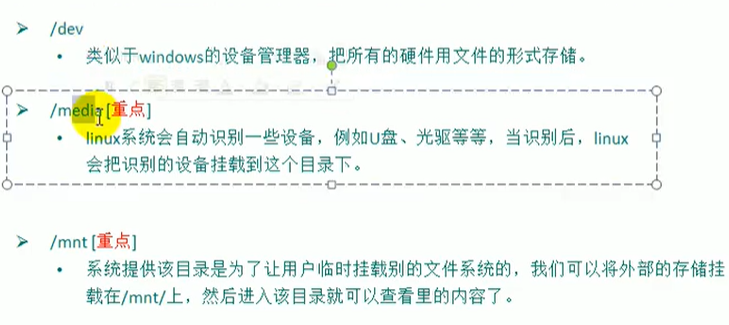 /dev
类似于windows的设备管理器，把所有的硬件用文件的形式存储。
/media [重点]
linux系统会自动识别一些设备，例如U盘、光驱等等，当识别后，linux
会把识别的设备挂载到这个目录下。
/mnt [重点]
系统提供该目录是为了让用户临时挂载别的文件系统的，我们可以将外部的存储挂
载在/mnt/上，然后进入该目录就可以查看里的内容了。